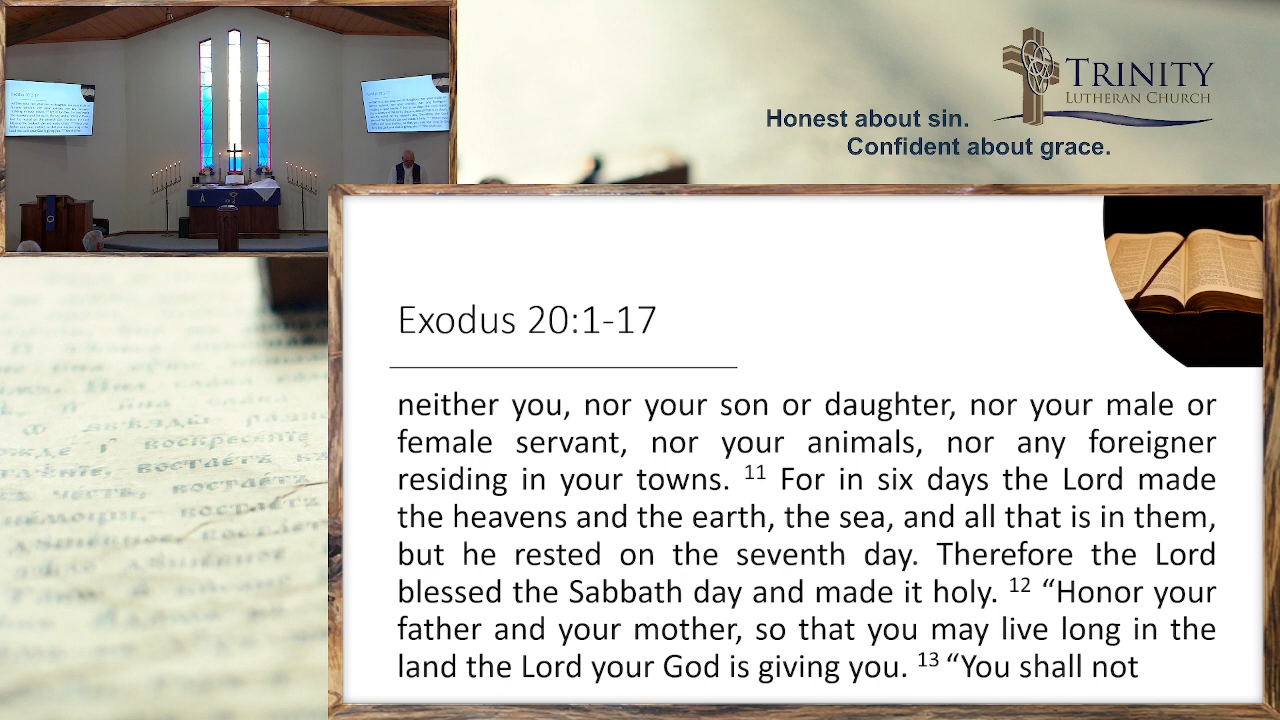 TRINITY
LUTHERAN CHURCH
Honest about sin.
Confident about grace.
Exodus 20:1-17
neither you, nor your son or daughter, nor your male or
female servant, nor your animals, nor any foreigner
residing in your towns. 11 For in six days the Lord made
the heavens and the earth, the sea, and all that is in them,
but he rested on the seventh day. Therefore the Lord
blessed the Sabbath day and made it holy. 12 “Honor your
father and your mother, so that you may live long in the
land the Lord your God is giving you. 13 “You shall not